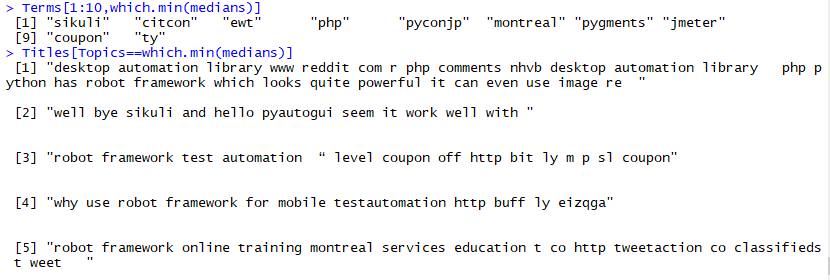 > Terms[1:10,which.min(medians)]
[1] "sikuli" "citcon" "ewt" "php" "pyconjp" "montreal" "pygments" "jmeter"
[9] "coupon" "ty"
> Titles[Topics==which.min(medians)]
[1] "desktop automation library www reddit com r php comments nhvb desktop automation library php p
ython has robot framework which looks quite powerful it can even use image re "
[2] "well bye sikuli and hello pyautogui seem it work well with "
[3] "robot framework test automation “ level coupon off http bit ly m p sl coupon"
[4] "why use robot framework for mobile testautomation http buff ly eizqga"
[5] "robot framework online training montreal services education t co http tweetaction co classifieds
t weet "